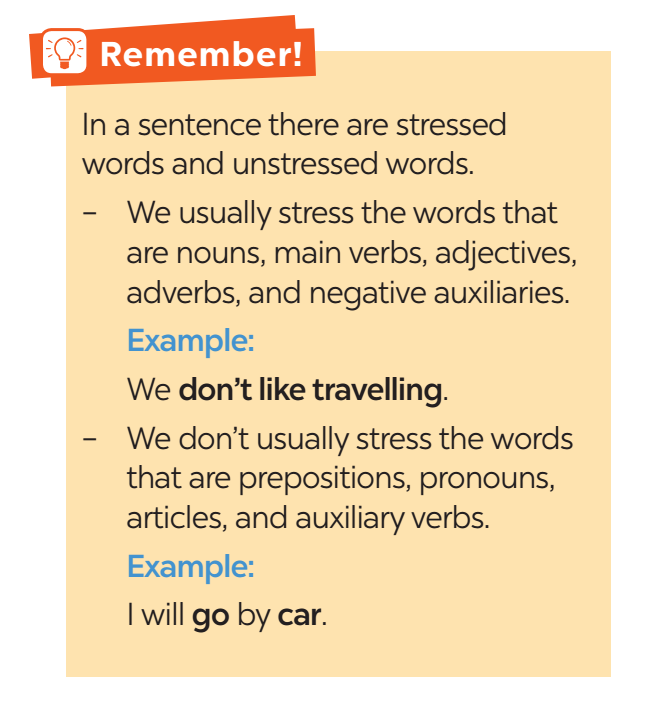 Remember!
In a sentence there are stressed
words and unstressed words.
– We usually stress the words that
are nouns, main verbs, adjectives,
adverbs, and negative auxiliaries.
Example:
We don’t like travelling.
– We don’t usually stress the words
that are prepositions, pronouns,
articles, and auxiliary verbs.
Example:
I will go by car.